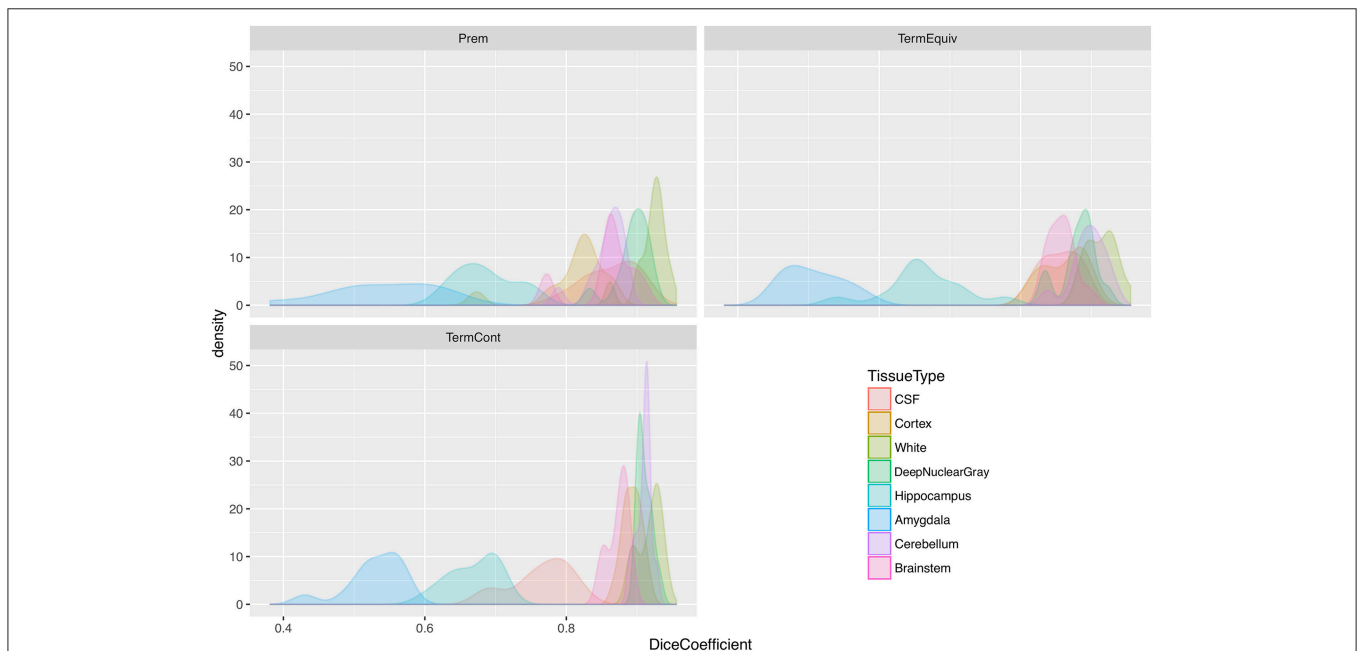 Prem
TermEquiv
50
40
30
20
10
0
density
TermCont
50
40
30
20
10
0
0.4 0.6 0.8
DiceCoefficient
TissueType
CSF
Cortex
White
DeepNuclearGray
Hippocampus
Amygdala
Cerebellum
Brainstem